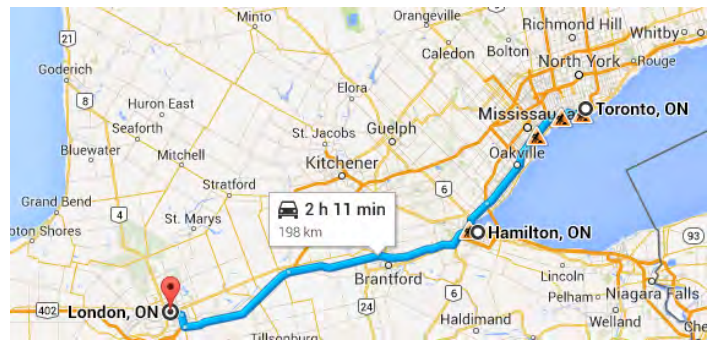 Minto
Orangeville
Richmond Hill
Whitby
21
Goderich
Caledon
Bolton
Rouge
North York
8
Huron East
Elora
Toronto, ON
Seaforth
St. Jacobs
Guelph
Mississau
Bluewater
Mitchell
Kitchener
Oakville
Stratford
6
Grand Bend
2 h 11 min
4
St. Marys
198 km
Hamilton, ON
93
pton Shores
Brantford
Lincoln
402
London, ON
24
6
Pelham
Niagara Falls
Haldimand
Welland
Tillsonburg
Che